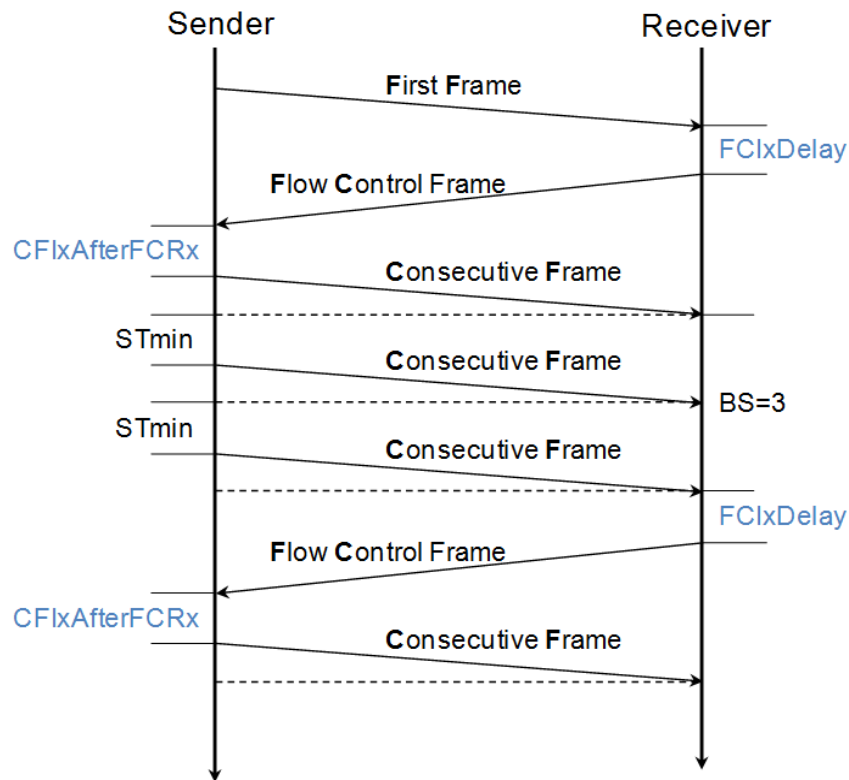 Sender
Receiver
First Frame
FCIxDelay
Flow Control Frame
CFIxAfterFCRx
Consecutive Frame
STmin
Consecutive Frame
BS=3
STmin
Consecutive Frame
FCIxDelay
Flow Control Frame
CFIxAfterFCRx
Consecutive Frame